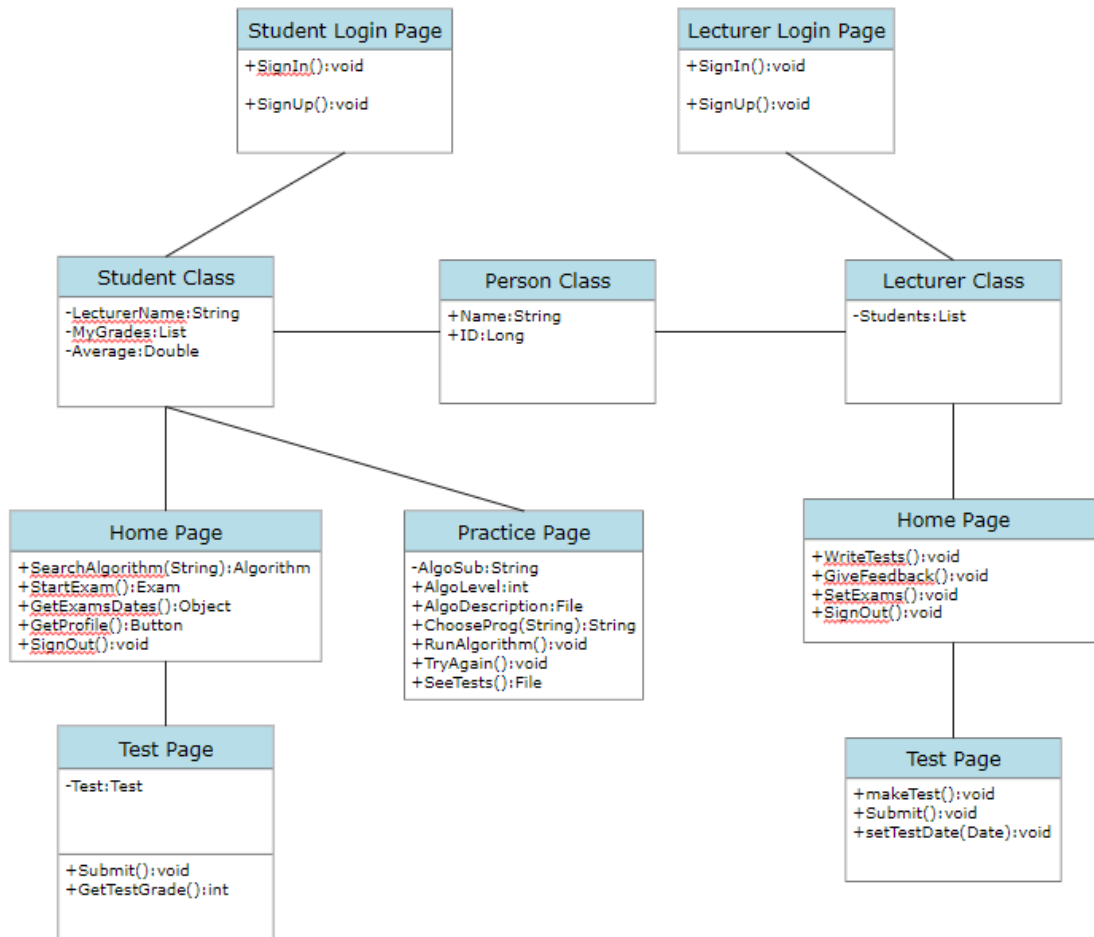 Student Login Page
+SignIn():void
+SignUp():void
Lecturer Login Page
+SignIn():void
+SignUp():void
Student Class
-LecturerName:String
-MyGrades:List
-Average:Double
Person Class
+Name:String
+ID:Long
Lecturer Class
-Students:List
Home Page
+SearchAlgorithm(String):Algorithm
+StartExam():Exam
+GetExamsDates():Object
+GetProfile():Button
+SignOut():void
Practice Page
-AlgoSub:String
+AlgoLevel:int
+AlgoDescription:File
+ChooseProg(String):String
+RunAlgorithm():void
+TryAgain():void
+SeeTests():File
Home Page
+WriteTests():void
+GiveFeedback():void
+SetExams():void
+SignOut():void
Test Page
-Test:Test
+Submit():void
+GetTestGrade():int
Test Page
+makeTest():void
+Submit():void
+setTestDate(Date):void